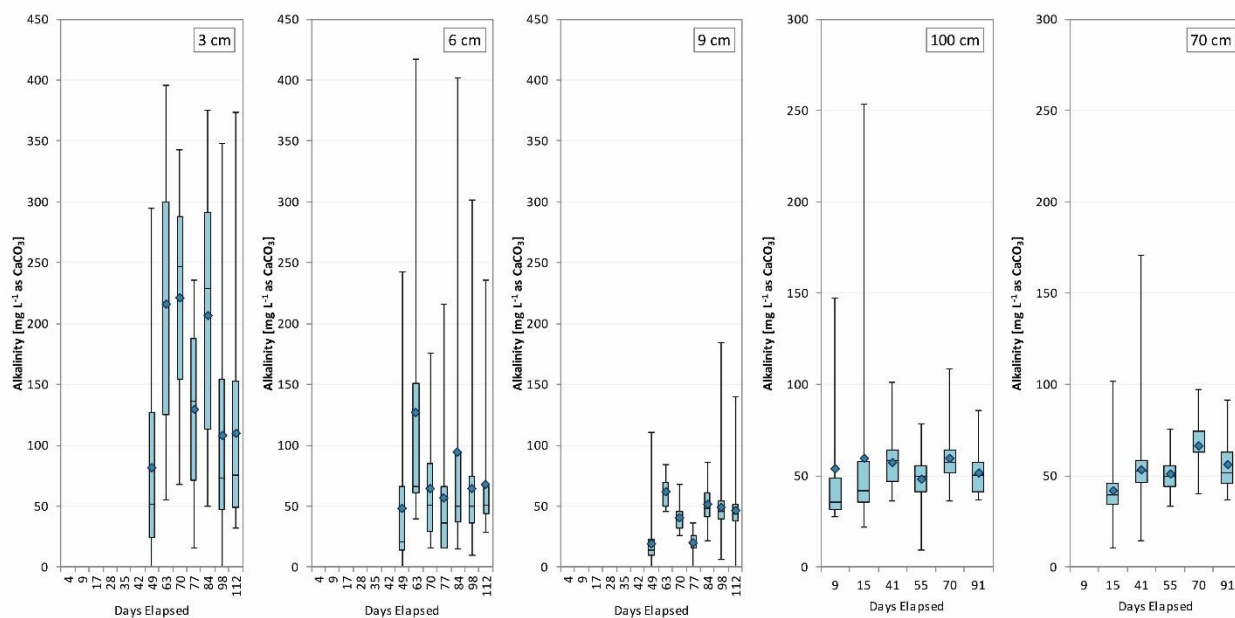 3 cm
Alkalinity [mg L⁻¹ as CaCO₃]
450
400
350
300
250
200
150
100
50
0
4 9 17 28 35 42 49 63 70 77 84 98 112
Days Elapsed
6 cm
Alkalinity [mg L⁻¹ as CaCO₃]
450
400
350
300
250
200
150
100
50
0
4 9 17 28 35 42 49 63 70 77 84 98 112
Days Elapsed
9 cm
Alkalinity [mg L⁻¹ as CaCO₃]
450
400
350
300
250
200
150
100
50
0
4 9 17 28 35 42 49 63 70 77 84 98 112
Days Elapsed
100 cm
Alkalinity [mg L⁻¹ as CaCO₃]
300
250
200
150
100
50
0
9 15 41 55 70 91
Days Elapsed
70 cm
Alkalinity [mg L⁻¹ as CaCO₃]
300
250
200
150
100
50
0
9 15 41 55 70 91
Days Elapsed